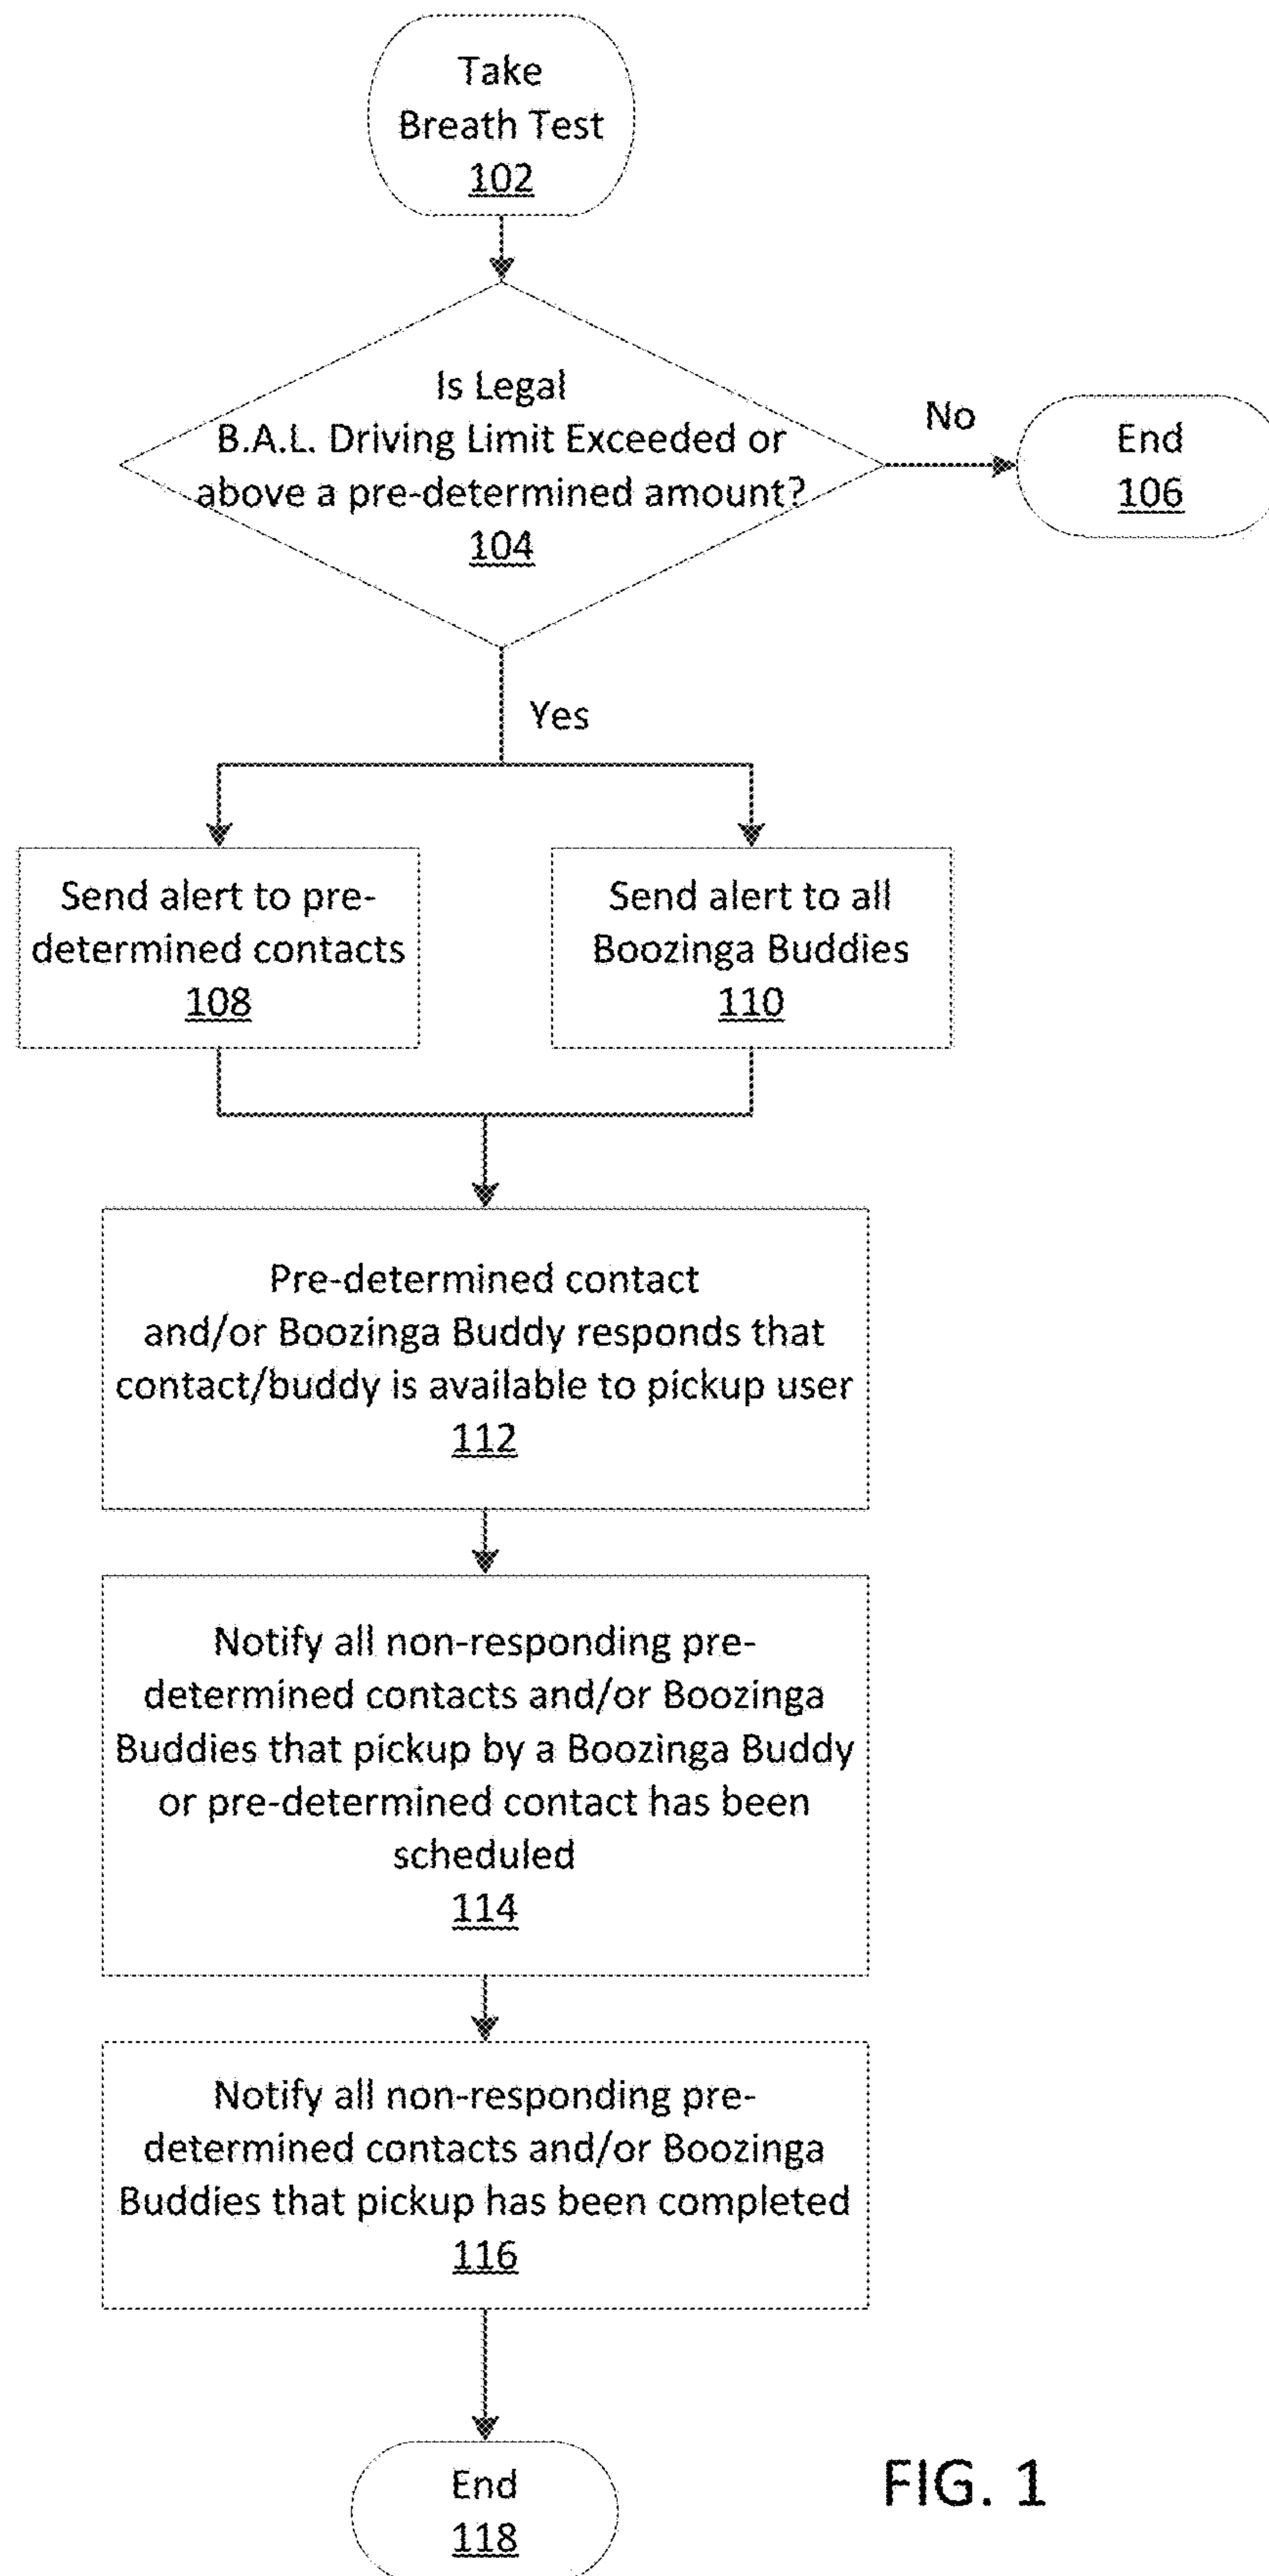 Take
Breath Test
102
Is Legal
B.A.L. Driving Limit Exceeded or
above a pre-determined amount?
104
No
End
106
Yes
Send alert to pre-
determined contacts
108
Send alert to all
Boozinga Buddies
110
Pre-determined contact
and/or Boozinga Buddy responds that
contact/buddy is available to pickup user
112
Notify all non-responding pre-
determined contacts and/or Boozinga
Buddies that pickup by a Boozinga Buddy
or pre-determined contact has been
scheduled
114
Notify all non-responding pre-
determined contacts and/or Boozinga
Buddies that pickup has been completed
116
End
118
FIG. 1